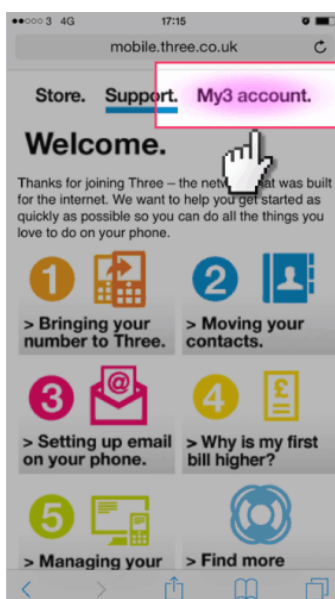 3 4G 17:15
mobile.three.co.uk
Store. Support. My3 account.
Welcome.
Thanks for joining Three – the that was built
for the internet. We want to help you get started as
quickly as possible so you can do all the things you
love to do on your phone.
1
2
> Bringing your
number to Three.
> Moving your
contacts.
3
@
4
£
> Setting up email
on your phone.
> Why is my first
bill higher?
5
> Managing your
> Find more